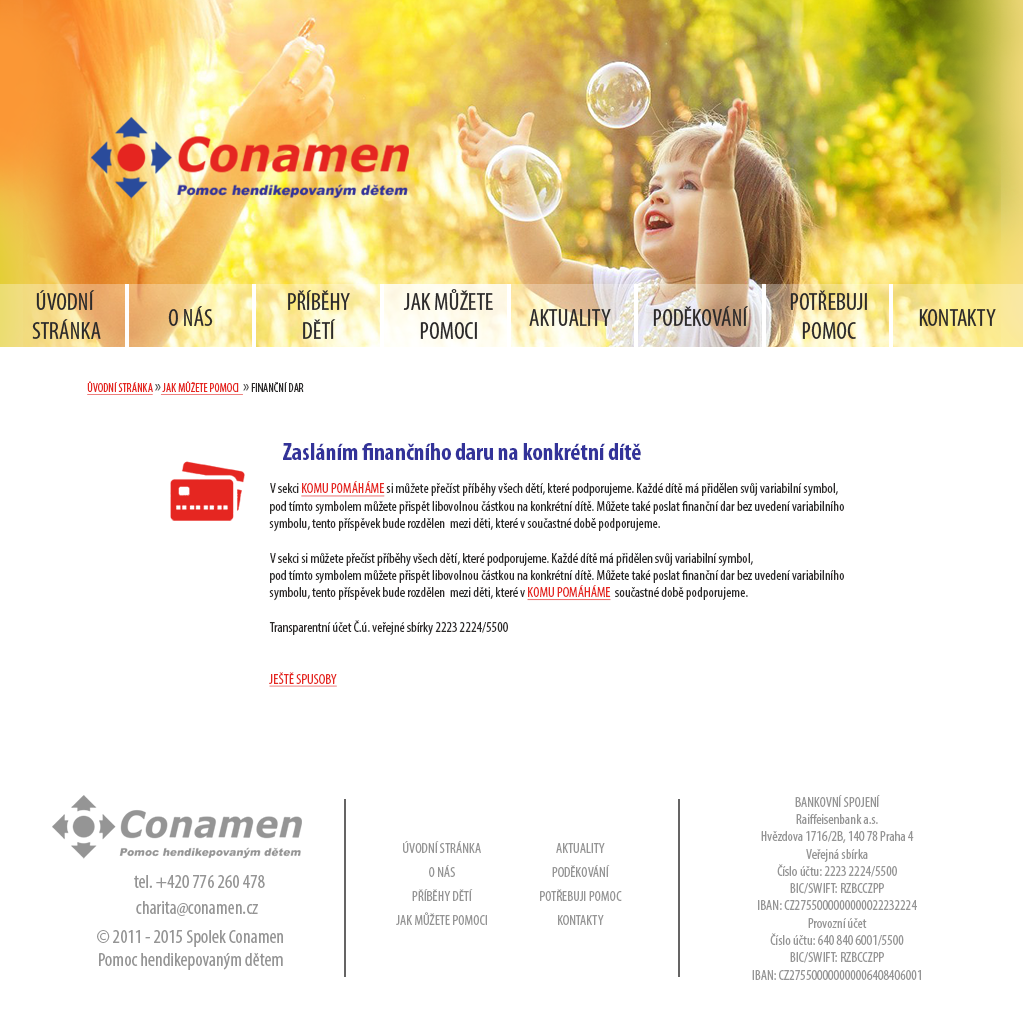 Conamen
Pomoc hendikepovaným dětem
ÚVODNÍ
STRÁNKA
O NÁS
PŘÍBĚHY
DĚTÍ
JAK MŮŽETE
POMOCI
AKTUALITY
PODĚKOVÁNÍ
POTŘEBUJI
POMOC
KONTAKTY
ÚVODNÍ STRÁNKA » JAK MŮŽETE POMOCI » FINANČNÍ DAR
Zasláním finančního daru na konkrétní dítě
V sekci KOMU POMÁHÁME si můžete přečíst příběhy všech dětí, které podporujeme. Každé dítě má přidělen svůj variabilní symbol,
pod tímto symbolem můžete přispět libovolnou částkou na konkrétní dítě. Můžete také poslat finanční dar bez uvedení variabilního
symbolu, tento příspěvek bude rozdělen mezi děti, které v součastné době podporujeme.
V sekci si můžete přečíst příběhy všech dětí, které podporujeme. Každé dítě má přidělen svůj variabilní symbol,
pod tímto symbolem můžete přispět libovolnou částkou na konkrétní dítě. Můžete také poslat finanční dar bez uvedení variabilního
symbolu, tento příspěvek bude rozdělen mezi děti, které v KOMU POMÁHÁME součastné době podporujeme.
Transparentní účet Č.ú. veřejné sbírky 2223 2224/5500
JEŠTĚ SPUSOBY
Conamen
Pomoc hendikepovaným dětem
tel. +420 776 260 478
charita@conamen.cz
© 2011 - 2015 Spolek Conamen
Pomoc hendikepovaným dětem
ÚVODNÍ STRÁNKA
O NÁS
PŘÍBĚHY DĚTÍ
JAK MŮŽETE POMOCI
AKTUALITY
PODĚKOVÁNÍ
POTŘEBUJI POMOC
KONTAKTY
BANKOVNÍ SPOJENÍ
Raiffeisenbank a.s.
Hvězdova 1716/2B, 140 78 Praha 4
Veřejná sbírka
Číslo účtu: 2223 2224/5500
BIC/SWIFT: RZBCCZPP
IBAN: CZ2755000000000022232224
Provozní účet
Číslo účtu: 640 840 6001/5500
BIC/SWIFT: RZBCCZPP
IBAN: CZ275500000000006408406001